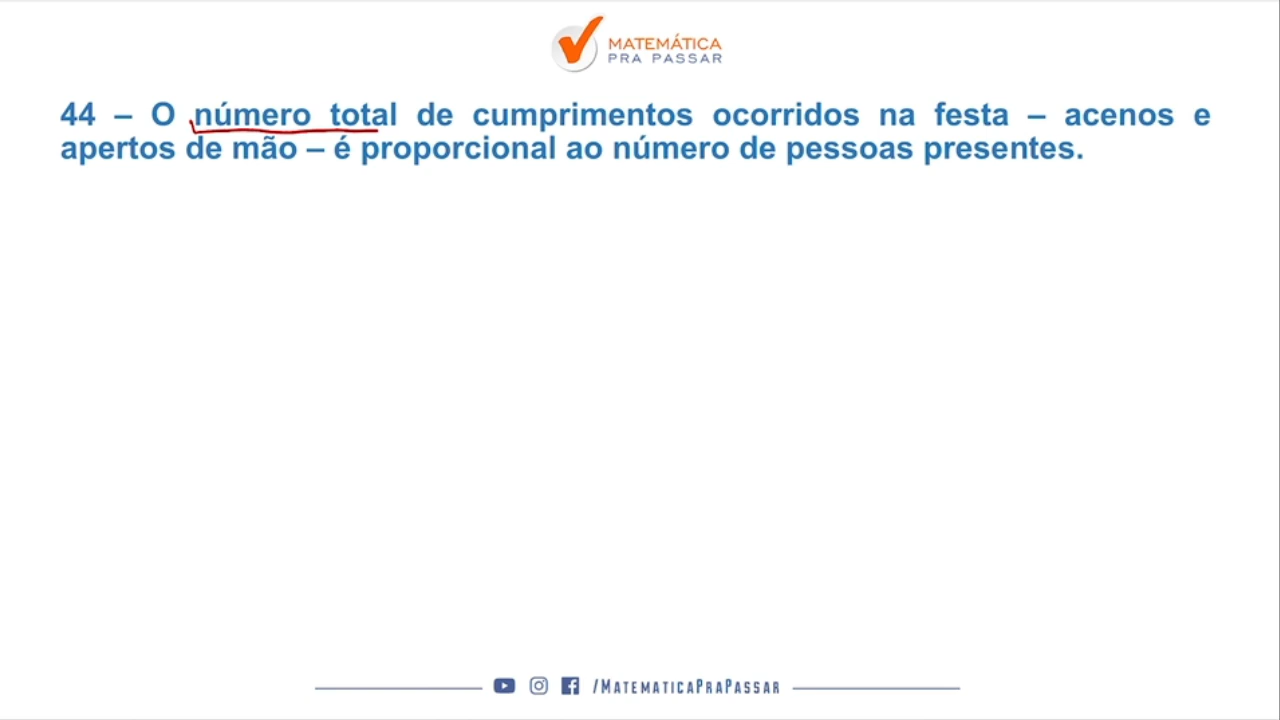 MATEMÁTICA
PRA PASSAR
44 – O número total de cumprimentos ocorridos na festa – acenos e
apertos de mão – é proporcional ao número de pessoas presentes.
/MATEMATICAPRAPASSAR